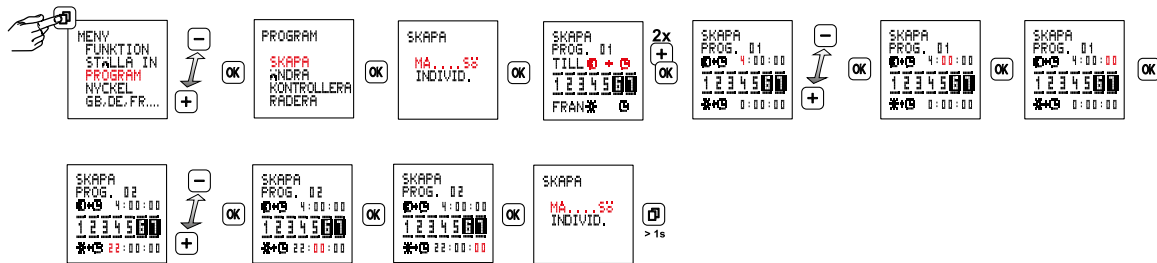 MENY
FUNKTION
STÄLLA IN
PROGRAM
NYCKEL
GB,DE,FR....
−
+
OK
PROGRAM
SKAPA
ÄNDRA
KONTROLLERA
RADERA
OK
SKAPA
MA....SÖ
INDIVID.
OK
SKAPA
PROG. 01
TILL +
1 2 3 4 5 6 7
FRAN
2x
+
OK
SKAPA
PROG. 01
+ 4:00:00
1 2 3 4 5 6 7
+ 0:00:00
−
+
OK
SKAPA
PROG. 01
+ 4:00:00
1 2 3 4 5 6 7
+ 0:00:00
OK
SKAPA
PROG. 01
+ 4:00:00
1 2 3 4 5 6 7
+ 0:00:00
OK
SKAPA
PROG. 02
+ 4:00:00
1 2 3 4 5 6 7
+ 22:00:00
−
+
OK
SKAPA
PROG. 02
+ 4:00:00
1 2 3 4 5 6 7
+ 22:00:00
OK
SKAPA
PROG. 02
+ 4:00:00
1 2 3 4 5 6 7
+ 22:00:00
OK
SKAPA
MA....SÖ
INDIVID.
> 1s